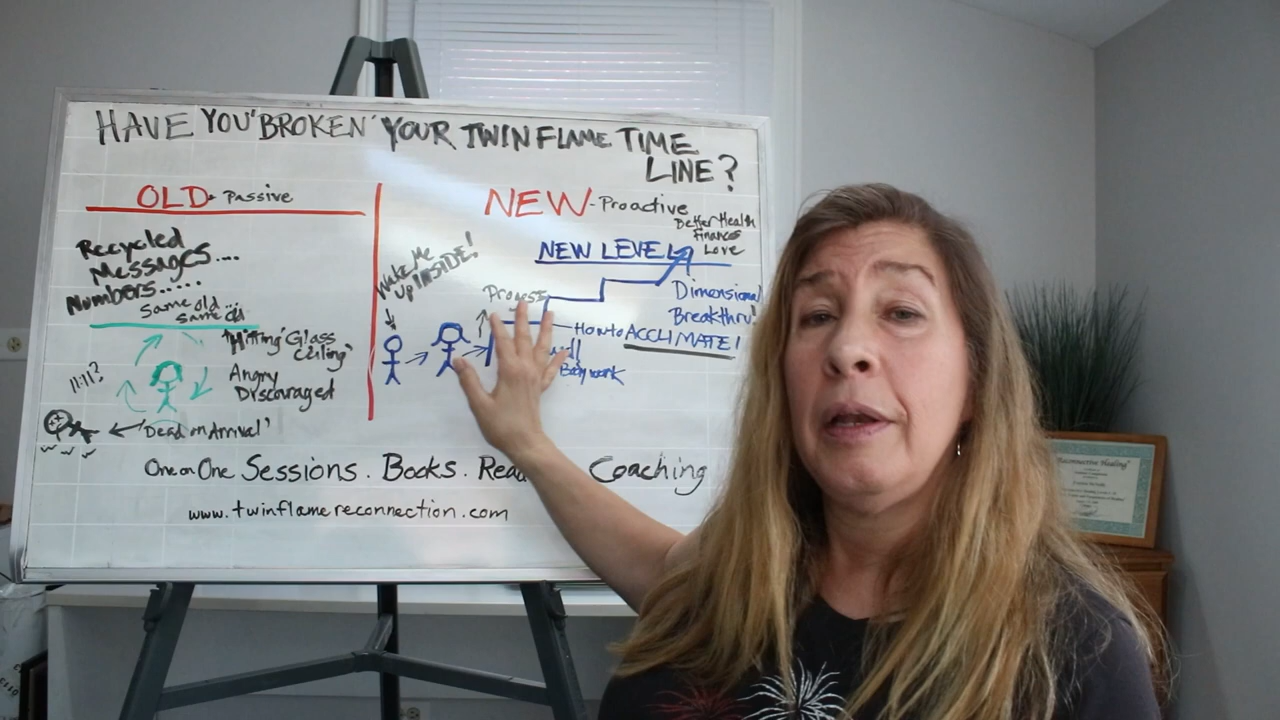 HAVE YOU "BROKEN" YOUR TWIN FLAME TIME
LINE?
OLD - Passive
Recycled
Messages....
Numbers.....
Same old...
Same old
"Hitting" Glass
Ceiling"
Angry
Discouraged
11:11?
"Dead on Arrival"
NEW - Proactive
Better Health
Finances
Love
NEW LEVEL
Wake Me
Up INSIDE!
Process
Dimensional
Breakthru!
How to ACCLIMATE!
Bodywork
One on One Sessions. Books. Coaching
www.twinflamereconnection.com
"Reconnective Healing"